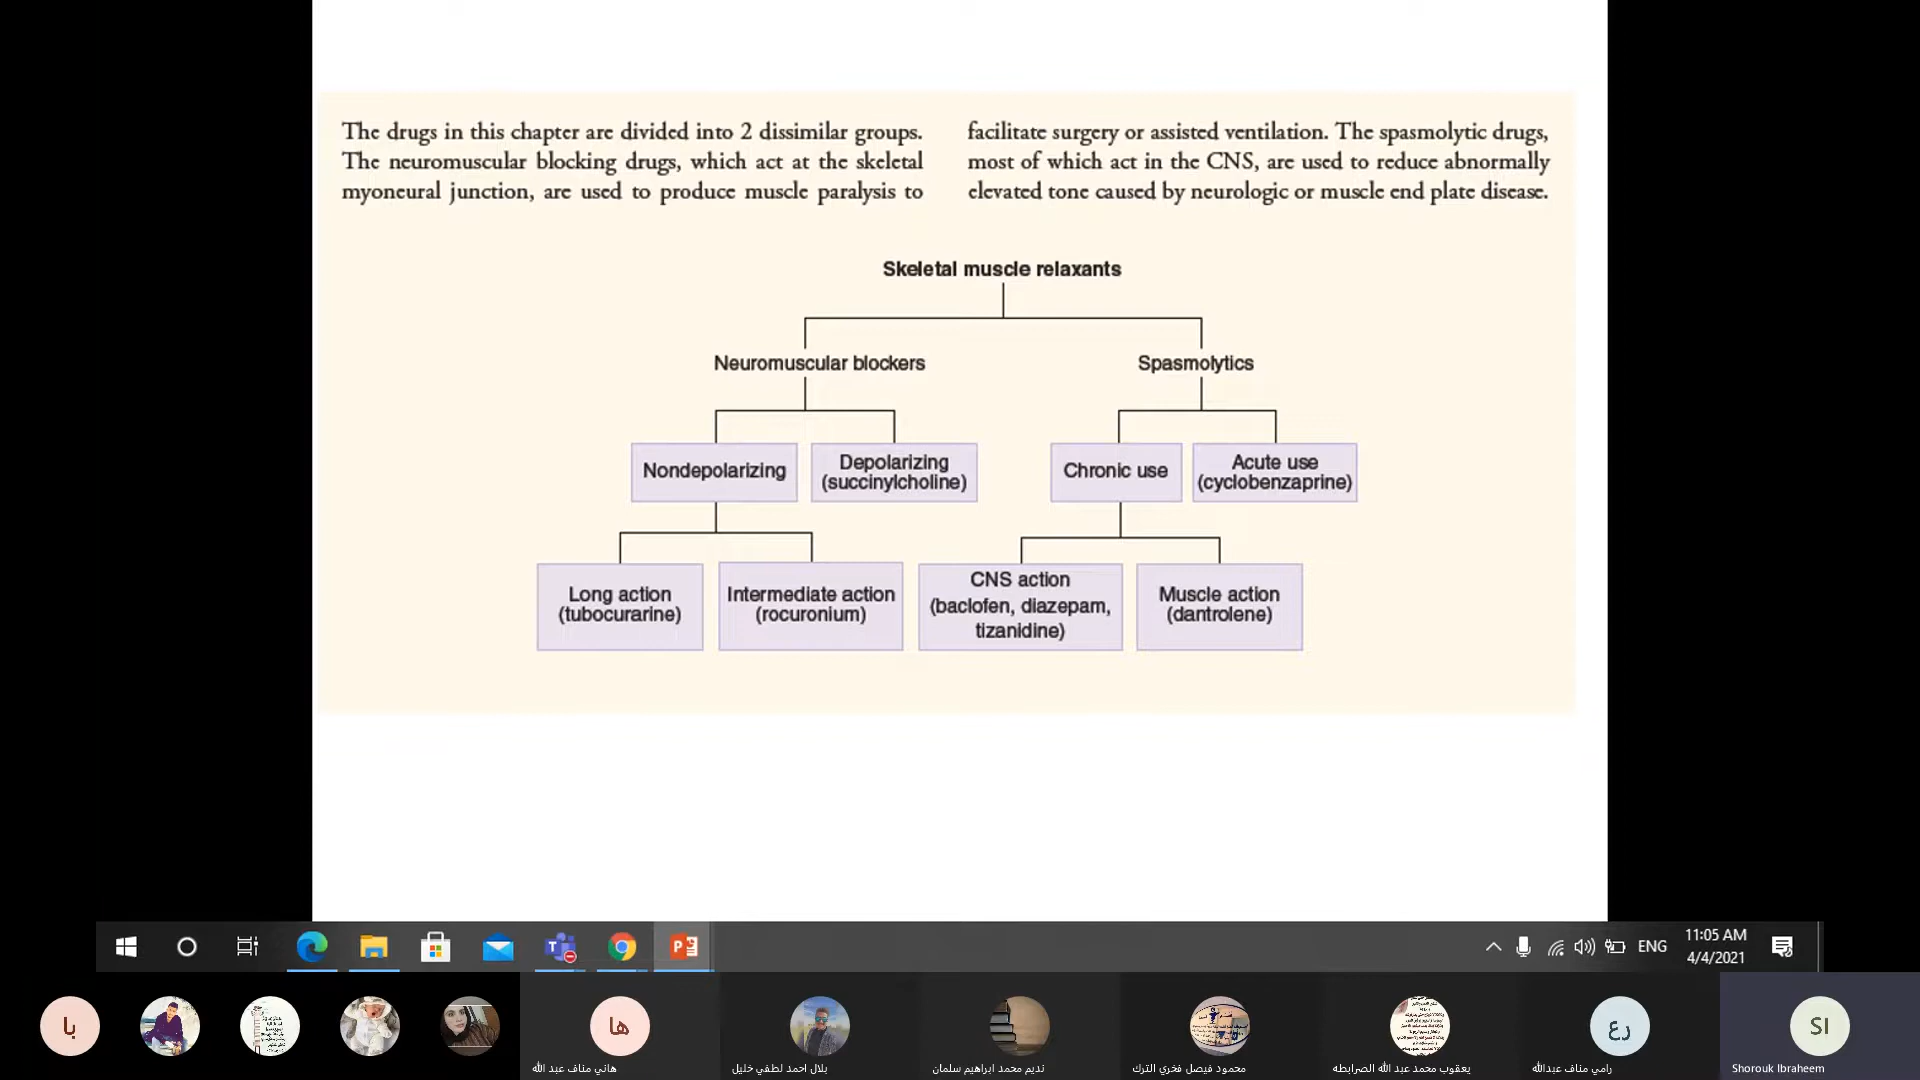 The drugs in this chapter are divided into 2 dissimilar groups.
The neuromuscular blocking drugs, which act at the skeletal
myoneural junction, are used to produce muscle paralysis to
facilitate surgery or assisted ventilation. The spasmolytic drugs,
most of which act in the CNS, are used to reduce abnormally
elevated tone caused by neurologic or muscle end plate disease.
Skeletal muscle relaxants
Neuromuscular blockers
Spasmolytics
Nondepolarizing
Depolarizing
(succinylcholine)
Chronic use
Acute use
(cyclobenzaprine)
Long action
(tubocurarine)
Intermediate action
(rocuronium)
CNS action
(baclofen, diazepam,
tizanidine)
Muscle action
(dantrolene)
ENG
11:05 AM
4/4/2021
با
ها
هاني مناف عبد الله
بلال احمد لطفي خليل
نديم محمد ابراهيم سلمان
محمود فيصل فخري الترك
يعقوب محمد عبد الله الصرابطه
رع
رامي مناف عبدالله
SI
Shorouk Ibraheem